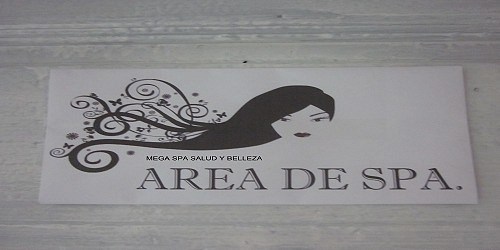 MEGA SPA SALUD Y BELLEZA
AREA DE SPA.